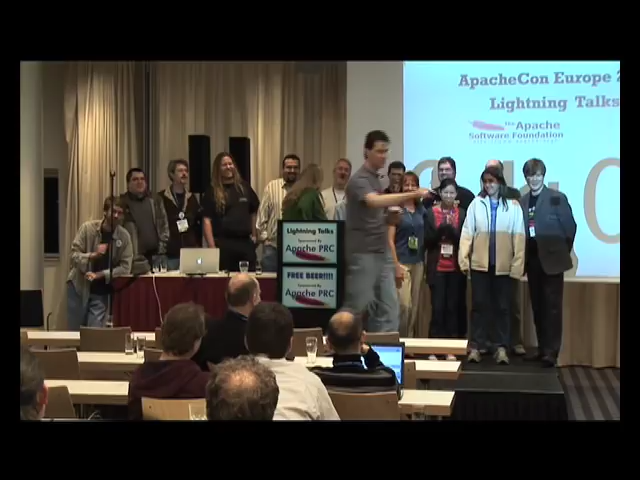 ApacheCon Europe 2
Lightning Talks
The Apache
Software Foundation
Lightning Talks
Sponsored By
Apache PRC
FREE BEER!!!!
Sponsored By
Apache PRC